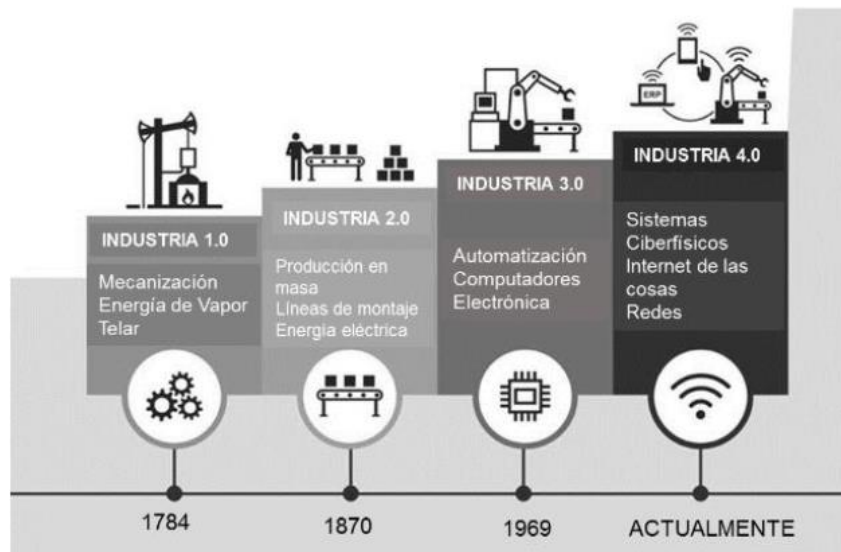 ERP
INDUSTRIA 1.0
Mecanización
Energía de Vapor
Telar
INDUSTRIA 2.0
Producción en
masa
Líneas de montaje
Energía eléctrica
INDUSTRIA 3.0
Automatización
Computadores
Electrónica
INDUSTRIA 4.0
Sistemas
Ciberfísicos
Internet de las
cosas
Redes
1784
1870
1969
ACTUALMENTE